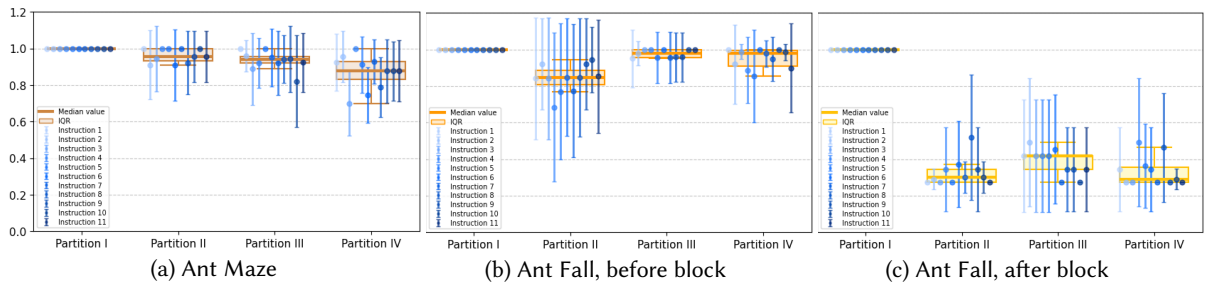 1.2
1.0
0.8
0.6
0.4
0.2
0.0
Median value
IQR
Instruction 1
Instruction 2
Instruction 3
Instruction 4
Instruction 5
Instruction 6
Instruction 7
Instruction 8
Instruction 9
Instruction 10
Instruction 11
Partition I Partition II Partition III Partition IV
(a) Ant Maze
Median value
IQR
Instruction 1
Instruction 2
Instruction 3
Instruction 4
Instruction 5
Instruction 6
Instruction 7
Instruction 8
Instruction 9
Instruction 10
Instruction 11
Partition I Partition II Partition III Partition IV
(b) Ant Fall, before block
Median value
IQR
Instruction 1
Instruction 2
Instruction 3
Instruction 4
Instruction 5
Instruction 6
Instruction 7
Instruction 8
Instruction 9
Instruction 10
Instruction 11
Partition I Partition II Partition III Partition IV
(c) Ant Fall, after block